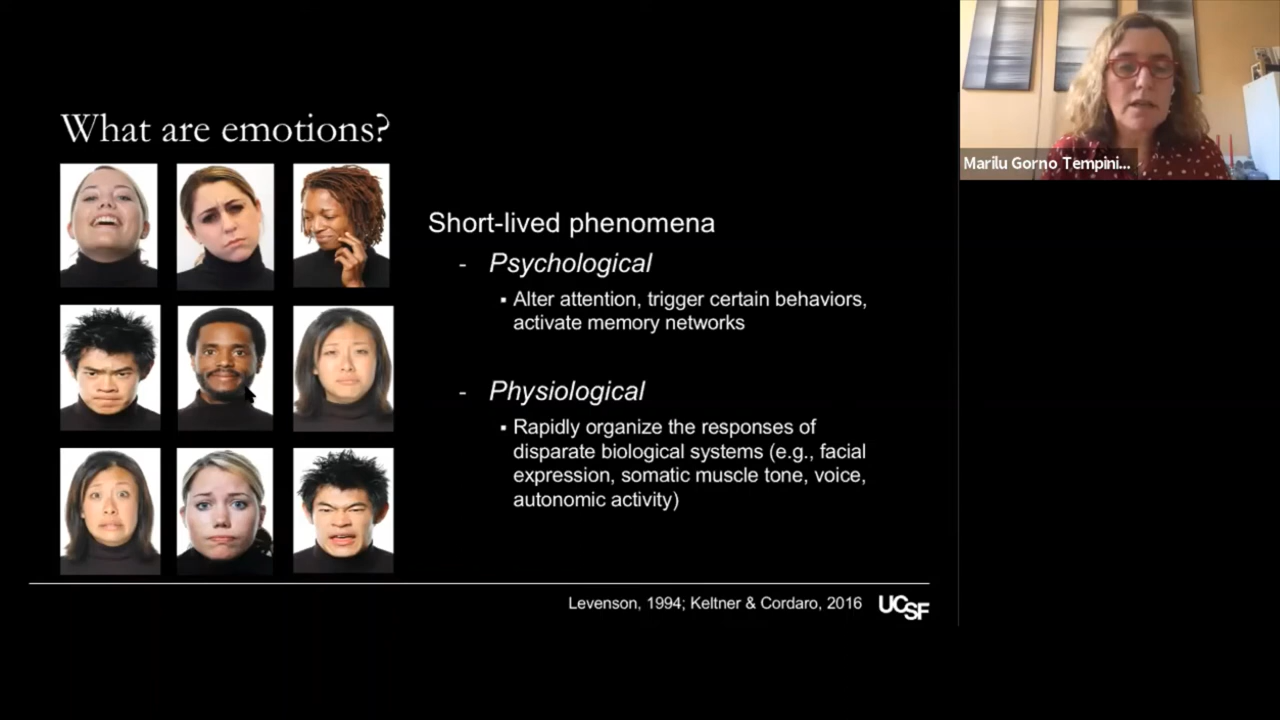 What are emotions?
Short-lived phenomena
- Psychological
▪ Alter attention, trigger certain behaviors,
activate memory networks
- Physiological
▪ Rapidly organize the responses of
disparate biological systems (e.g., facial
expression, somatic muscle tone, voice,
autonomic activity)
Levenson, 1994; Keltner & Cordaro, 2016
UCSF
Marilu Gorno Tempini...